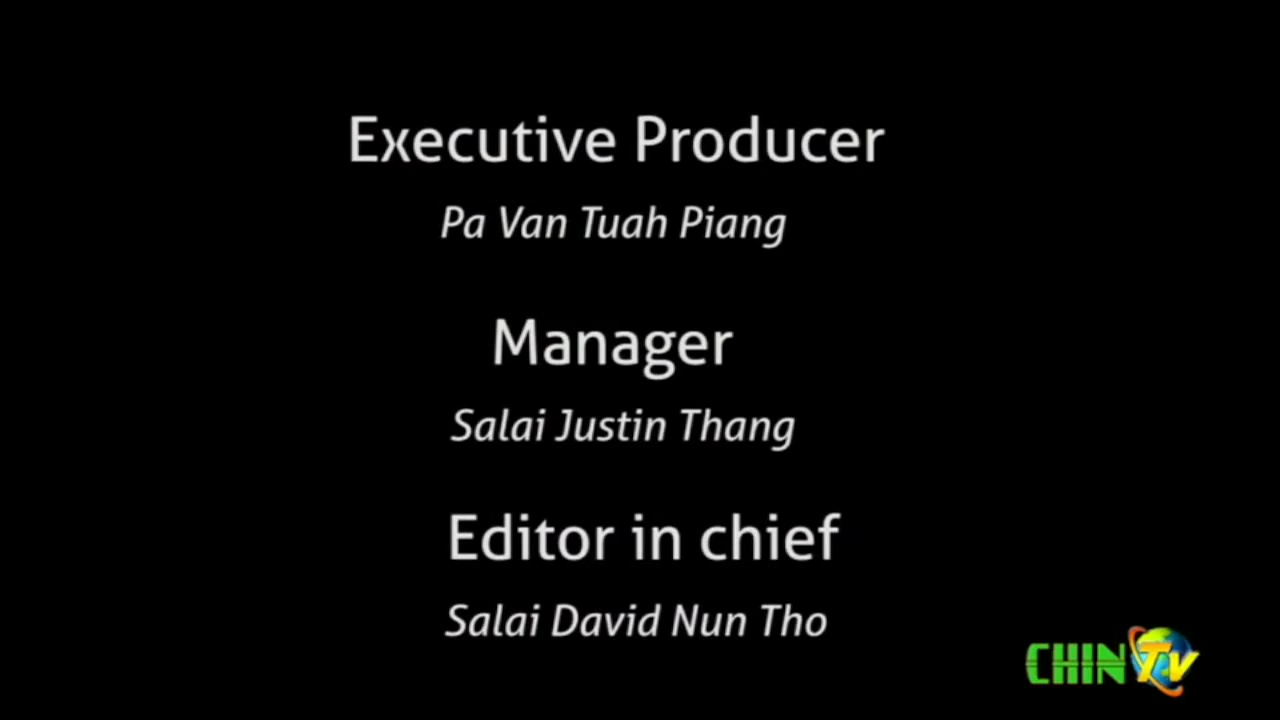 Executive Producer
Pa Van Tuah Piang
Manager
Salai Justin Thang
Editor in chief
Salai David Nun Tho
CHIN TV